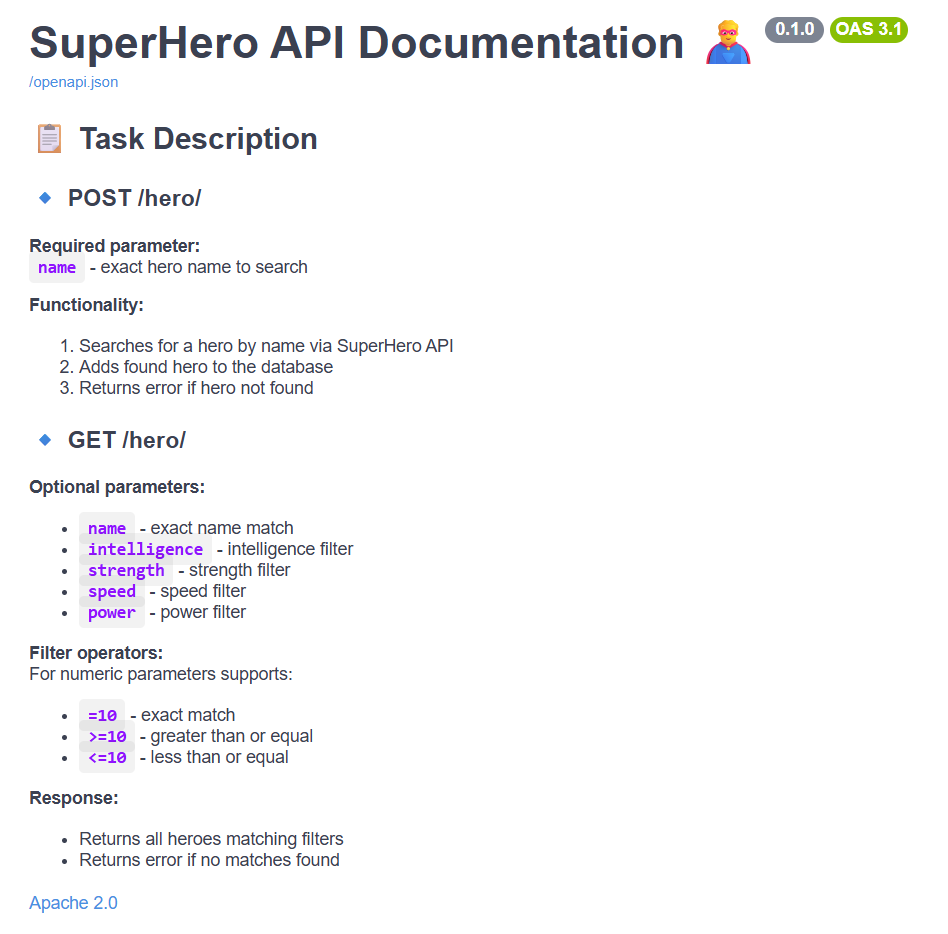 SuperHero API Documentation 0.1.0 OAS 3.1
/openapi.json
Task Description
POST /hero/
Required parameter:
name - exact hero name to search
Functionality:
1. Searches for a hero by name via SuperHero API
2. Adds found hero to the database
3. Returns error if hero not found
GET /hero/
Optional parameters:
• name - exact name match
• intelligence - intelligence filter
• strength - strength filter
• speed - speed filter
• power - power filter
Filter operators:
For numeric parameters supports:
• =10 - exact match
• >=10 - greater than or equal
• <=10 - less than or equal
Response:
• Returns all heroes matching filters
• Returns error if no matches found
Apache 2.0